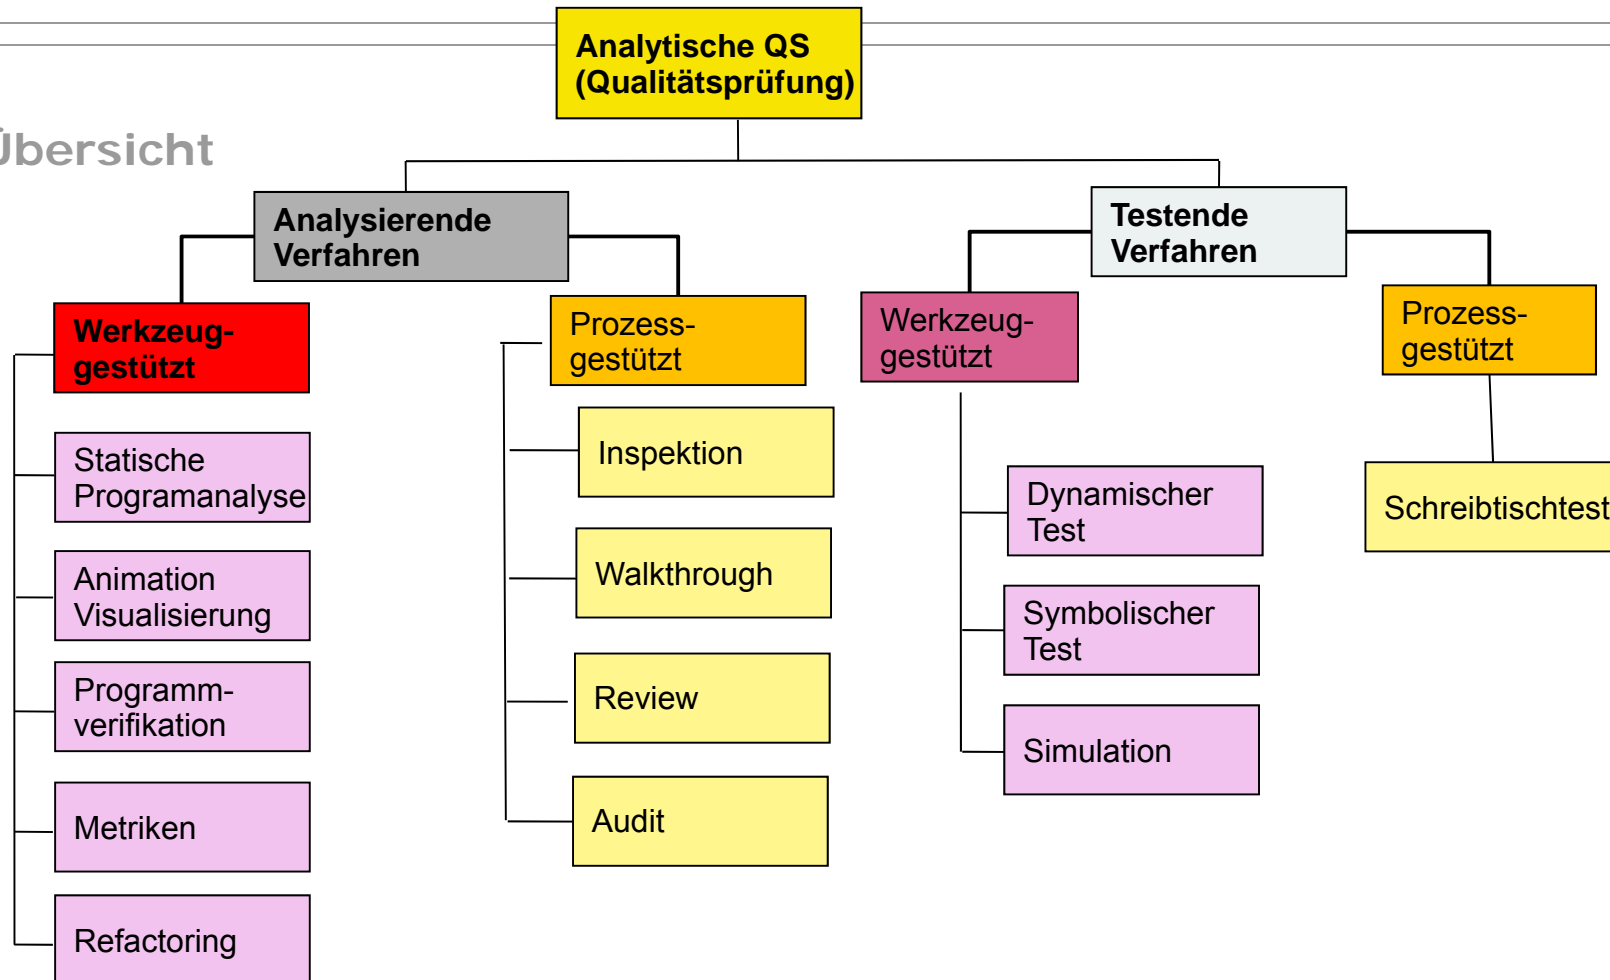 Analytische QS
(Qualitätsprüfung)
Übersicht
Analysierende
Verfahren
Testende
Verfahren
Werkzeug-
gestützt
Prozess-
gestützt
Werkzeug-
gestützt
Prozess-
gestützt
Statische
Programanalyse
Animation
Visualisierung
Programm-
verifikation
Metriken
Refactoring
Inspektion
Walkthrough
Review
Audit
Dynamischer
Test
Symbolischer
Test
Simulation
Schreibtischtest